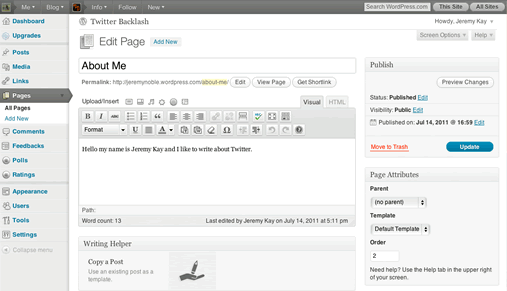 Me Blog Info Follow New Search WordPress.com This Site All Sites
Twitter Backlash Howdy, Jeremy Kay
Screen Options Help
Edit Page Add New
Dashboard
Upgrades
Posts
Media
Links
Pages
All Pages
Add New
Comments
Feedbacks
Polls
Ratings
Appearance
Users
Tools
Settings
Collapse menu
About Me
Permalink: http://jeremynoble.wordpress.com/about-me/ Edit View Page Get Shortlink
Upload/Insert Visual HTML
B I ABC
Format U A
Hello my name is Jeremy Kay and I like to write about Twitter.
Path:
Word count: 13 Last edited by Jeremy Kay on July 14, 2011 at 5:11 pm
Writing Helper
Copy a Post
Use an existing post as a
template.
Publish
Preview Changes
Status: Published Edit
Visibility: Public Edit
Published on: Jul 14, 2011 @ 16:59 Edit
Move to Trash Update
Page Attributes
Parent
(no parent)
Template
Default Template
Order
2
Need help? Use the Help tab in the upper right
of your screen.